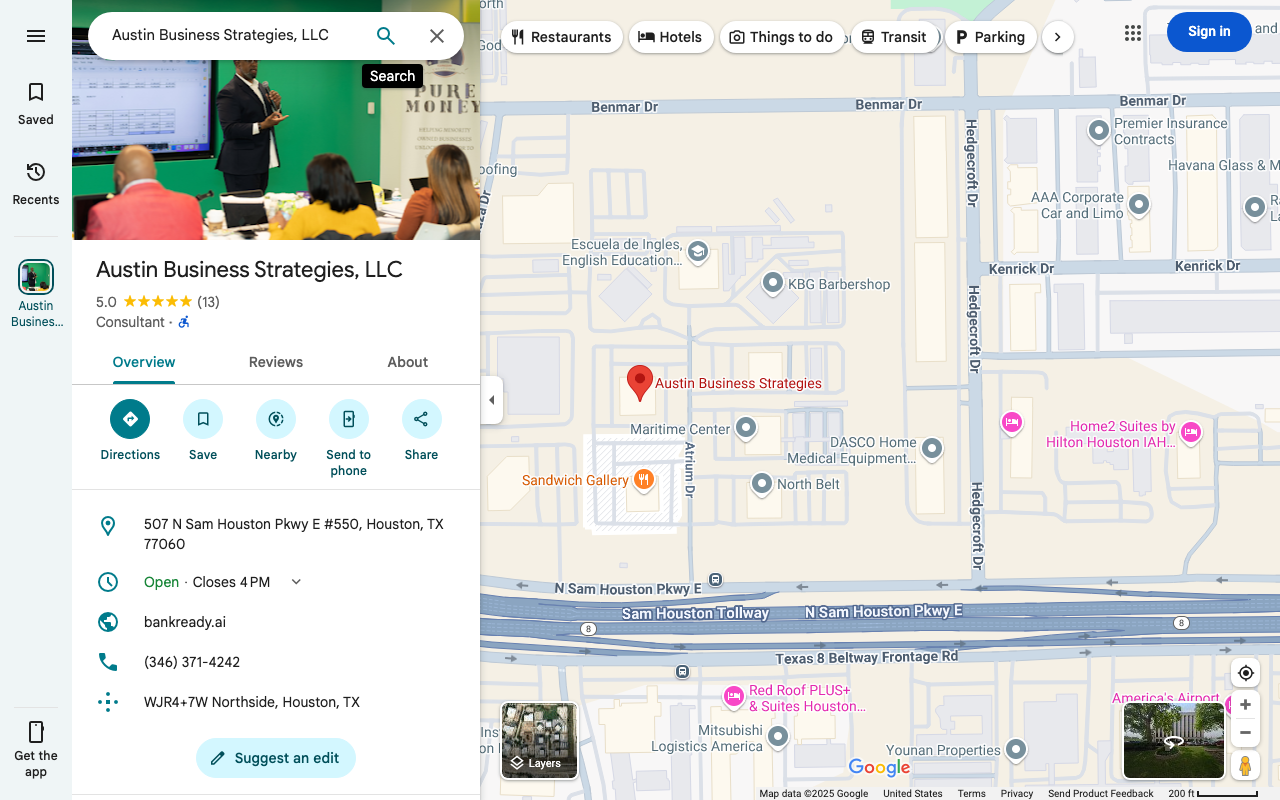 Austin Business Strategies, LLC
Search
Saved
Recents
Austin
Busines...
Get the
app
PURE
MONEY
Austin Business Strategies, LLC
5.0
(13)
Consultant ·
Overview
Reviews
About
Directions
Save
Nearby
Send to
phone
Share
507 N Sam Houston Pkwy E #550, Houston, TX
77060
Open · Closes 4 PM
bankready.ai
(346) 371-4242
WJR4+7W Northside, Houston, TX
Suggest an edit
Restaurants
Hotels
Things to do
Transit
Parking
Sign in
Benmar Dr
Benmar Dr
Benmar Dr
Hedgecroft Dr
Premier Insurance
Contracts
Havana Glass & M
AAA Corporate
Car and Limo
Escuela de Ingles,
English Education...
KBG Barbershop
Kenrick Dr
Kenrick Dr
Hedgecroft Dr
Austin Business Strategies
Maritime Center
DASCO Home
Medical Equipment...
Home2 Suites by
Hilton Houston IAH...
Sandwich Gallery
Atrium Dr
North Belt
Hedgecroft Dr
N Sam Houston Pkwy E
Sam Houston Tollway
N Sam Houston Pkwy E
8
8
Texas 8 Beltway Frontage Rd
Red Roof PLUS+
& Suites Houston...
America's Airport
Mitsubishi
Logistics America
Younan Properties
Layers
Google
Map data ©2025 Google
United States
Terms
Privacy
Send Product Feedback
200 ft